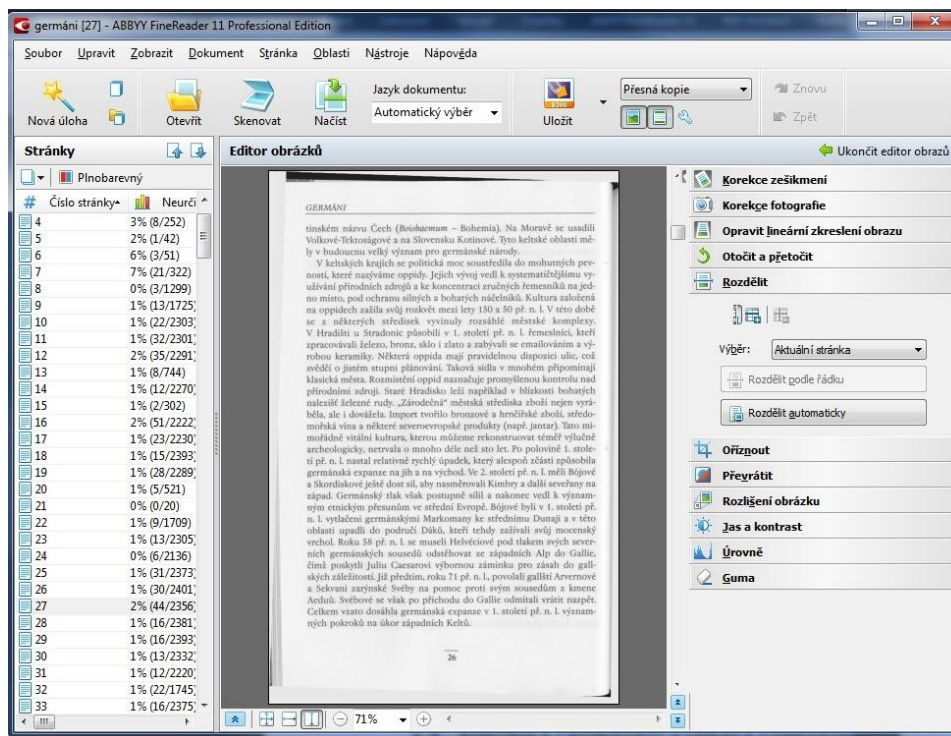 germáni [27] - ABBYY FineReader 11 Professional Edition
Soubor Upravit Zobrazit Dokument Stránka Oblasti Nástroje Nápověda
Nová úloha
Otevřít
Skenovat
Načíst
Jazyk dokumentu:
Automatický výběr
Uložit
Přesná kopie
Znovu
Zpět
Stránky
Plnobarevný
# Číslo stránky Neurči
4 3% (8/252)
5 2% (1/42)
6 6% (3/51)
7 7% (21/322)
8 0% (3/1299)
9 1% (13/1725)
10 1% (22/2303)
11 1% (32/2301)
12 2% (35/2291)
13 1% (8/744)
14 1% (12/2270)
15 1% (2/302)
16 2% (51/2222)
17 1% (23/2230)
18 1% (15/2393)
19 1% (28/2289)
20 1% (5/521)
21 0% (0/20)
22 1% (9/1709)
23 1% (13/2305)
24 0% (6/2136)
25 1% (31/2373)
26 1% (30/2401)
27 2% (44/2356)
28 1% (16/2381)
29 1% (16/2393)
30 1% (13/2332)
31 1% (12/2220)
32 1% (22/1745)
33 1% (16/2375)
Editor obrázků
Ukončit editor obrazů
GERMÁNI
tinském názvu Čech (Boiohaemum – Bohemia). Na Moravě se usadili
Volkové-Tektoságové a na Slovensku Kotinové. Tyto keltské oblasti mě-
ly v budoucnu velký význam pro germánské národy.
V keltských krajích se politická moc soustředila do mohutných pev-
ností, které nazýváme oppidy. Jejich vývoj vedl k systematičtějšímu vy-
užívání přírodních zdrojů a ke koncentraci zručných řemeslníků na jed-
no místo, pod ochranu silných a bohatých náčelníků. Kultura založená
na oppidech zažila svůj rozkvět mezi lety 150 a 50 př. n. l. V této době
se z některých středisek vyvinuly rozsáhlé městské komplexy.
V Hradišti u Stradonic působili v 1. století př. n. l. řemeslníci, kteří
zpracovávali železo, bronz, sklo i zlato a zabývali se emailováním a vý-
robou keramiky. Některá oppida mají pravidelnou dispozici ulic, což
svědčí o jistém stupni plánování. Taková sídla v mnohém připomínají
klasická města. Rozmístění oppid naznačuje promyšlenou kontrolu nad
přírodními zdroji. Staré Hradisko leží například v blízkosti bohatých
nalezišť železné rudy. „Zárodečná“ městská střediska zboží nejen vyrá-
běla, ale i dovážela. Import tvořilo bronzové a hrnčířské zboží, středo-
mořská vína a některé severoevropské produkty (např. jantar). Tato mi-
mořádně vitální kultura, kterou můžeme rekonstruovat téměř výlučně
archeologicky, netrvala o mnoho déle než sto let. Po polovině 1. stole-
tí př. n. l. nastal relativně rychlý úpadek, který alespoň zčásti způsobila
germánská expanze na jih a na východ. Ve 2. století př. n. l. měli Bójové
a Skordiskové ještě dost sil, aby nasměrovali Kimbry a další seveřany na
západ. Germánský tlak však postupně sílil a nakonec vedl k význam-
ným etnickým přesunům ve střední Evropě. Bójové byli v 1. století př.
n. l. vytlačeni germánskými Markomany ke střednímu Dunaji a v této
oblasti upadli do područí Dáků, kteří tehdy zažívali svůj mocenský
vrchol. Roku 58 př. n. l. se museli Helvéciové pod tlakem svých sever-
ních germánských sousedů odstěhovat ze západních Alp do Gallie,
čímž poskytli Juliu Caesarovi výbornou záminku pro zásah do gall-
ských záležitostí. Již předtím, roku 71 př. n. l., povolali gallští Arvernové
a Sekvani zarýnské Svéby na pomoc proti svým sousedům z kmene
Aeduů. Svébové se však po příchodu do Gallie odmítali vrátit nazpět.
Celkem vzato dosáhla germánská expanze v 1. století př. n. l. význam-
ných pokroků na úkor západních Keltů.
26
71%
Korekce zešikmení
Korekce fotografie
Opravit lineární zkreslení obrazu
Otočit a přetočit
Rozdělit
Výběr: Aktuální stránka
Rozdělit podle řádku
Rozdělit automaticky
Oříznout
Převrátit
Rozlišení obrázku
Jas a kontrast
Úrovně
Guma